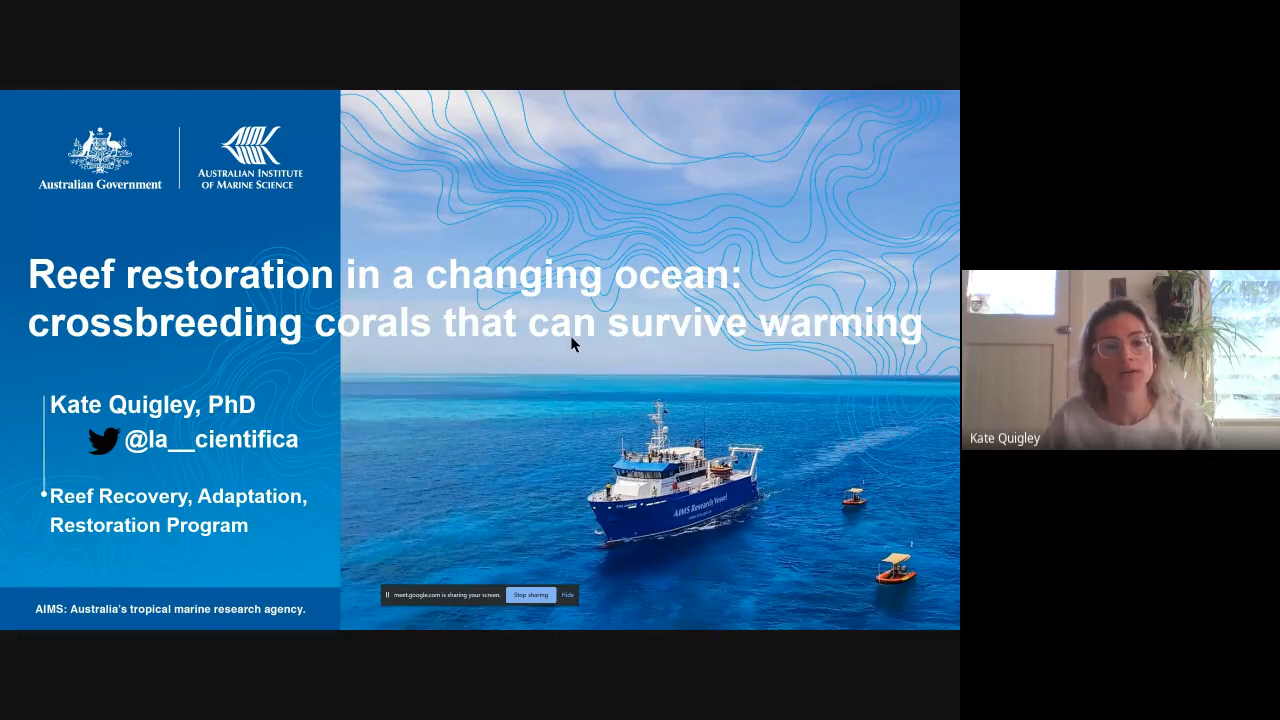 Australian Government
AUSTRALIAN INSTITUTE
OF MARINE SCIENCE
Reef restoration in a changing ocean:
crossbreeding corals that can survive warming
Kate Quigley, PhD
@la__cientifica
Reef Recovery, Adaptation,
Restoration Program
AIMS: Australia's tropical marine research agency.
AIMS Research Vessel
meet.google.com is sharing your screen.
Stop sharing
Hide
Kate Quigley